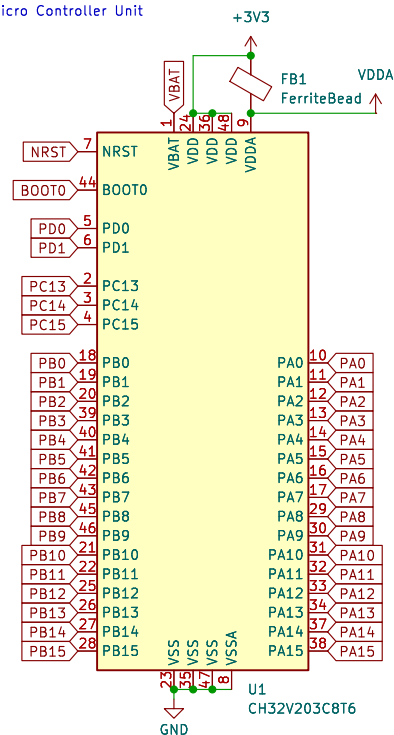 icro Controller Unit
+3V3
FB1
FerriteBead
VDDA
VBAT
1
24
36
48
9
VBAT
VDD
VDD
VDD
VDDA
NRST 7 NRST
BOOT0 44 BOOT0
PD0 5 PD0
PD1 6 PD1
PC13 2 PC13
PC14 3 PC14
PC15 4 PC15
PB0 18 PB0 PA0 10 PA0
PB1 19 PB1 PA1 11 PA1
PB2 20 PB2 PA2 12 PA2
PB3 39 PB3 PA3 13 PA3
PB4 40 PB4 PA4 14 PA4
PB5 41 PB5 PA5 15 PA5
PB6 42 PB6 PA6 16 PA6
PB7 43 PB7 PA7 17 PA7
PB8 45 PB8 PA8 29 PA8
PB9 46 PB9 PA9 30 PA9
PB10 21 PB10 PA10 31 PA10
PB11 22 PB11 PA11 32 PA11
PB12 25 PB12 PA12 33 PA12
PB13 26 PB13 PA13 34 PA13
PB14 27 PB14 PA14 37 PA14
PB15 28 PB15 PA15 38 PA15
VSS
VSS
VSS
VSSA
23
35
47
8
U1
CH32V203C8T6
GND